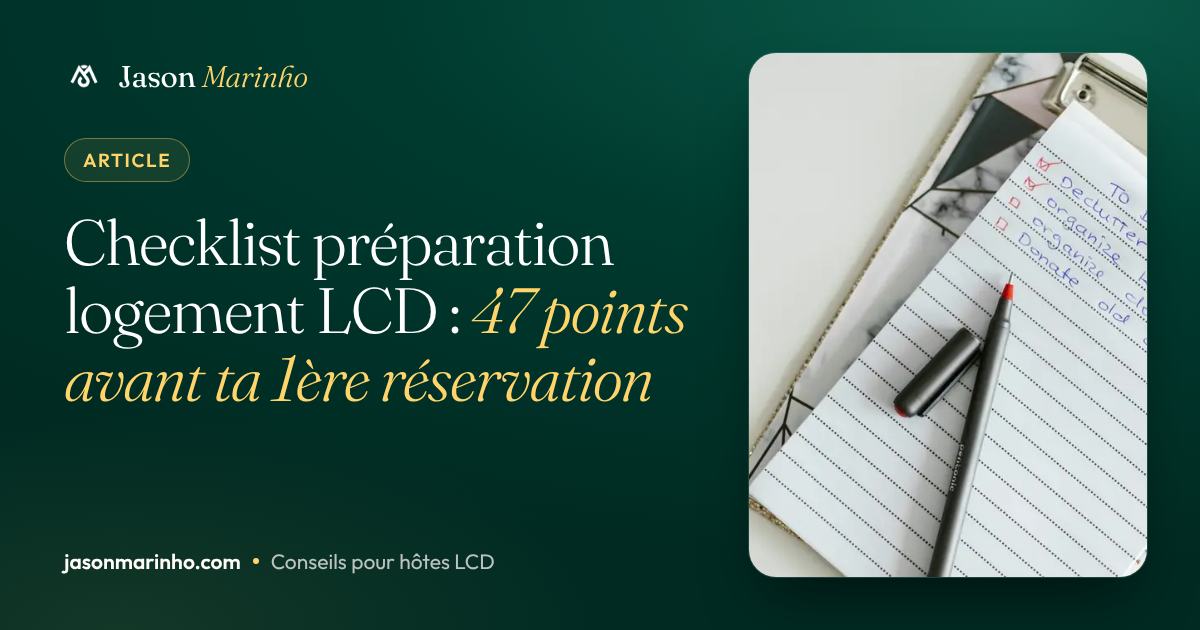 Jason Marinho
ARTICLE
Checklist préparation
logement LCD : 47 points
avant ta 1ère réservation
jasonmarinho.com • Conseils pour hôtes LCD
To
Declutter
organize
organize
Donate old